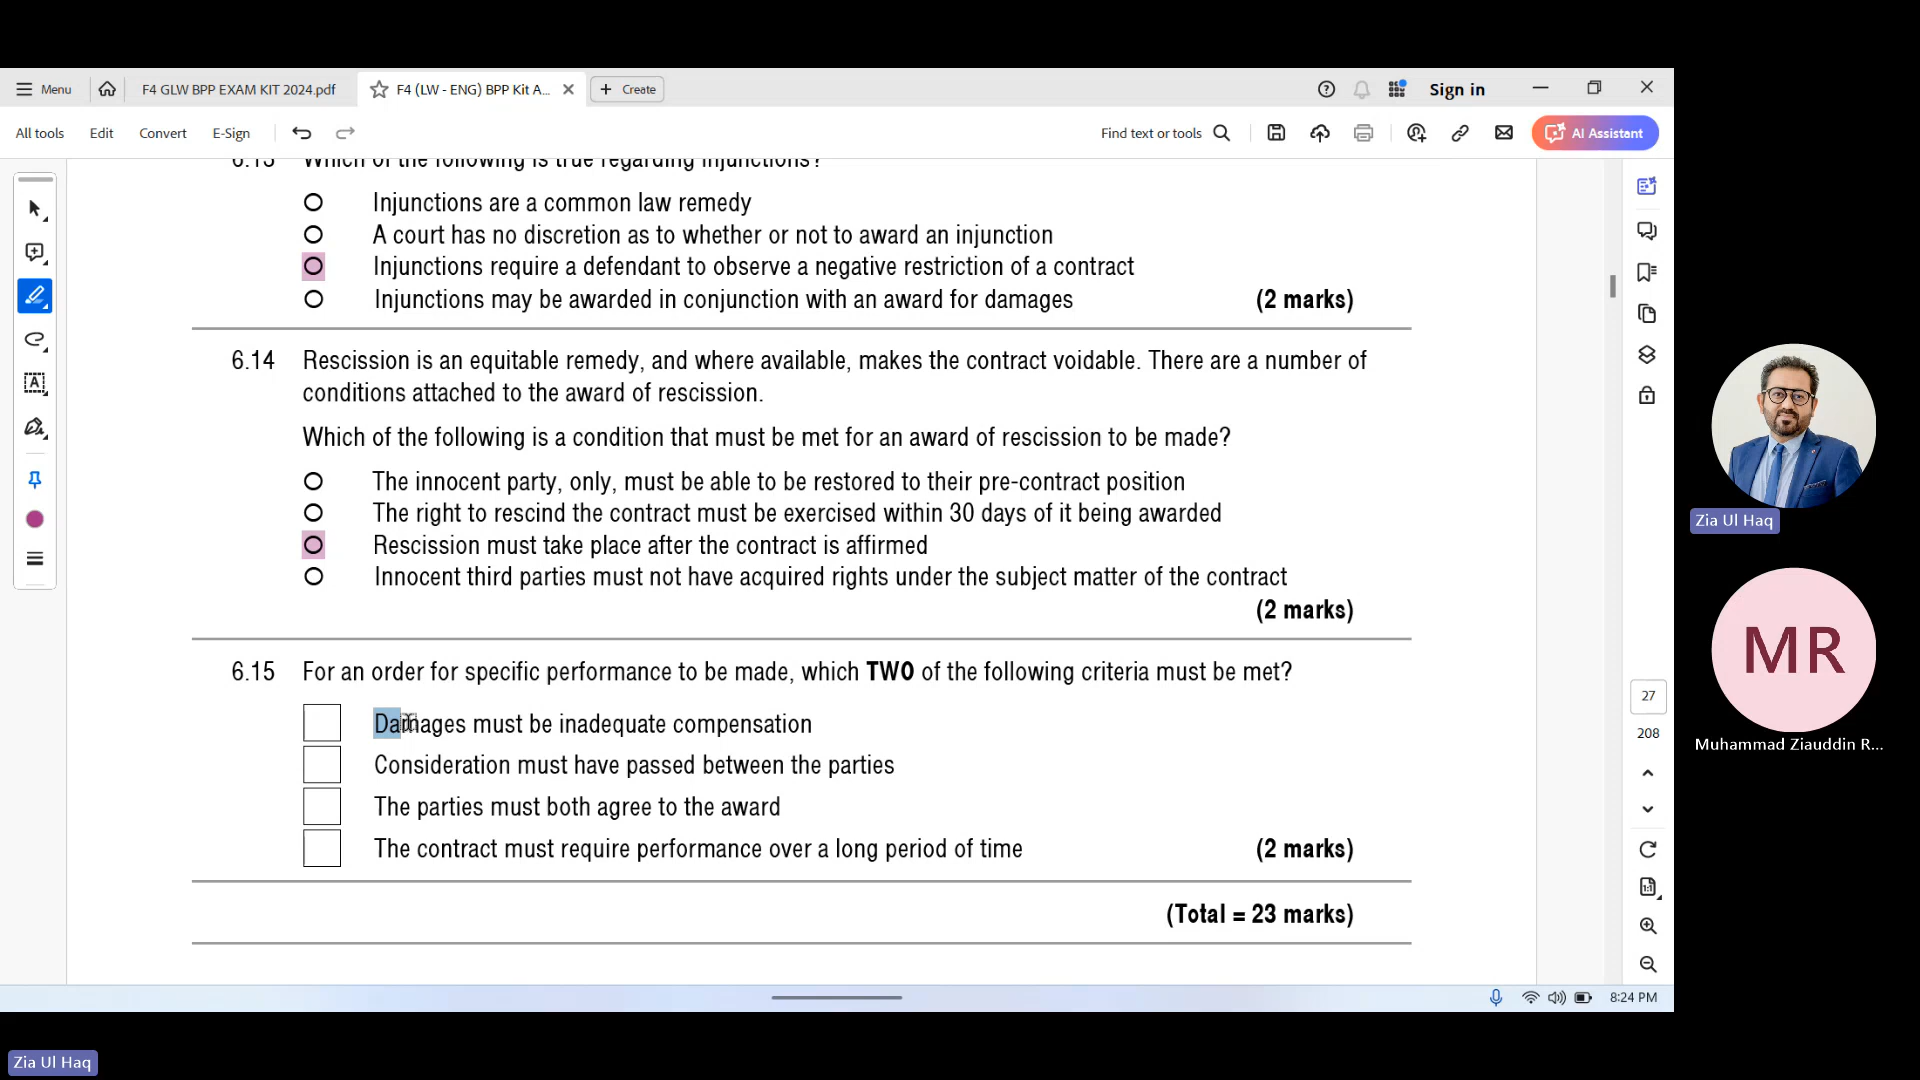 Menu
F4 GLW BPP EXAM KIT 2024.pdf
F4 (LW - ENG) BPP Kit A...
Create
Sign in
All tools
Edit
Convert
E-Sign
Find text or tools
AI Assistant
6.13 Which of the following is true regarding injunctions?
Injunctions are a common law remedy
A court has no discretion as to whether or not to award an injunction
Injunctions require a defendant to observe a negative restriction of a contract
Injunctions may be awarded in conjunction with an award for damages (2 marks)
6.14 Rescission is an equitable remedy, and where available, makes the contract voidable. There are a number of
conditions attached to the award of rescission.
Which of the following is a condition that must be met for an award of rescission to be made?
The innocent party, only, must be able to be restored to their pre-contract position
The right to rescind the contract must be exercised within 30 days of it being awarded
Rescission must take place after the contract is affirmed
Innocent third parties must not have acquired rights under the subject matter of the contract
(2 marks)
6.15 For an order for specific performance to be made, which TWO of the following criteria must be met?
Damages must be inadequate compensation
Consideration must have passed between the parties
The parties must both agree to the award
The contract must require performance over a long period of time (2 marks)
(Total = 23 marks)
27
208
8:24 PM
Zia Ul Haq
MR
Muhammad Ziauddin R...
Zia Ul Haq